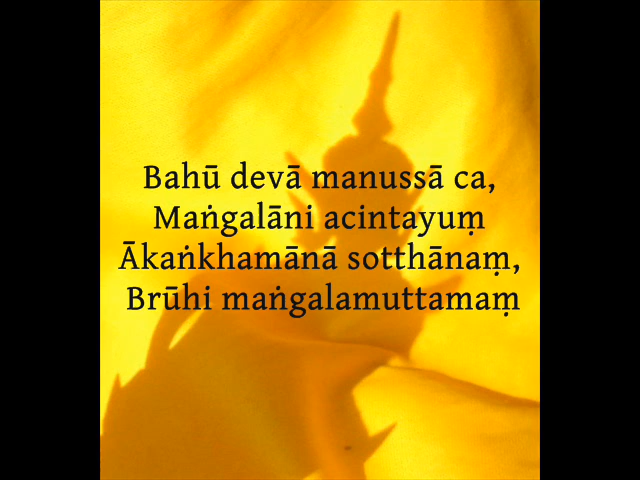 Bahū devā manussā ca,
Maṅgalāni acintayuṃ
Ākaṅkhamānā sotthānaṃ,
Brūhi maṅgalamuttamaṃ